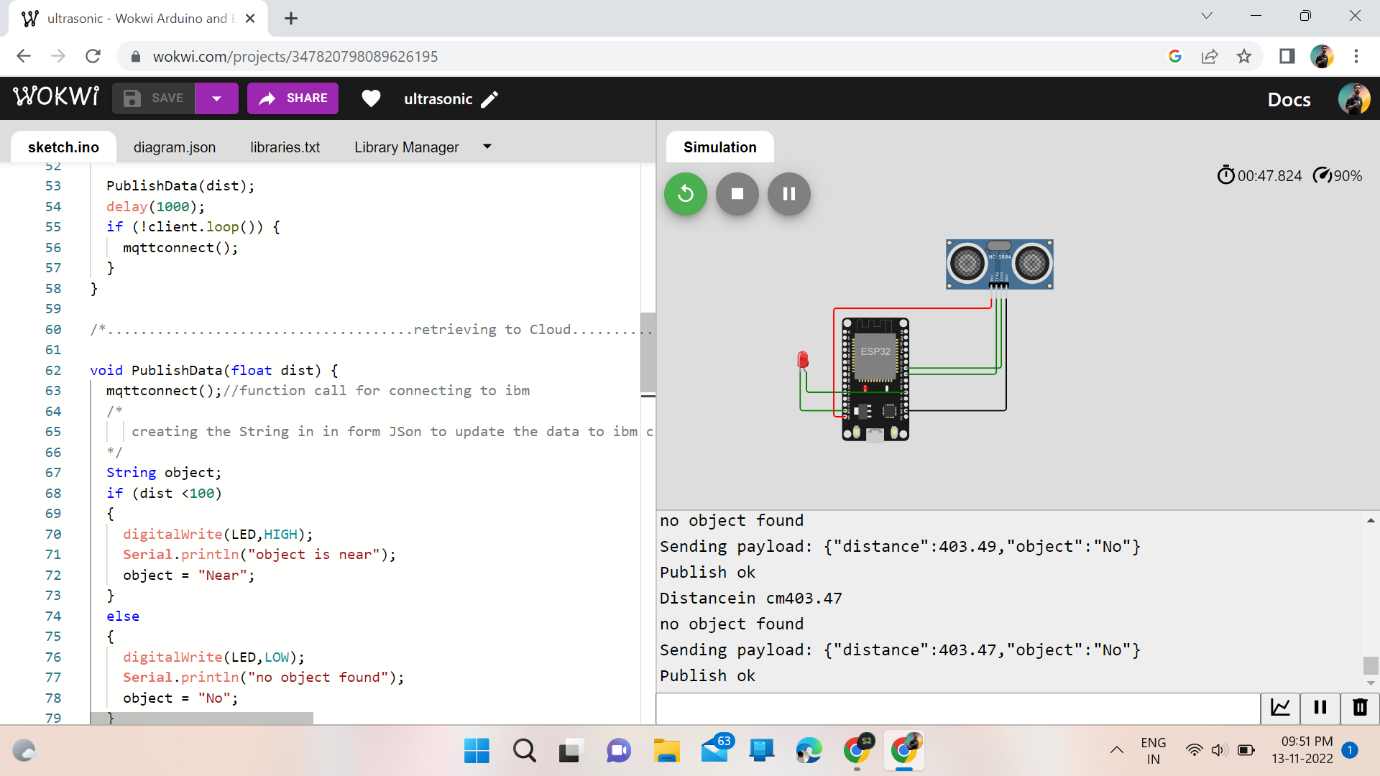 ultrasonic - Wokwi Arduino and E
wokwi.com/projects/347820798089626195
WOKWI
SAVE
SHARE
ultrasonic
Docs
sketch.ino
diagram.json
libraries.txt
Library Manager
52
53 PublishData(dist);
54 delay(1000);
55 if (!client.loop()) {
56 mqttconnect();
57 }
58 }
59
60 /*.....................................retrieving to Cloud..........
61
62 void PublishData(float dist) {
63 mqttconnect();//function call for connecting to ibm
64 /*
65 creating the String in in form JSon to update the data to ibm c
66 */
67 String object;
68 if (dist <100)
69 {
70 digitalWrite(LED,HIGH);
71 Serial.println("object is near");
72 object = "Near";
73 }
74 else
75 {
76 digitalWrite(LED,LOW);
77 Serial.println("no object found");
78 object = "No";
79 }
Simulation
00:47.824
90%
HC-SR04
ESP32
no object found
Sending payload: {"distance":403.49,"object":"No"}
Publish ok
Distancein cm403.47
no object found
Sending payload: {"distance":403.47,"object":"No"}
Publish ok
63
52
ENG
IN
09:51 PM
13-11-2022
1